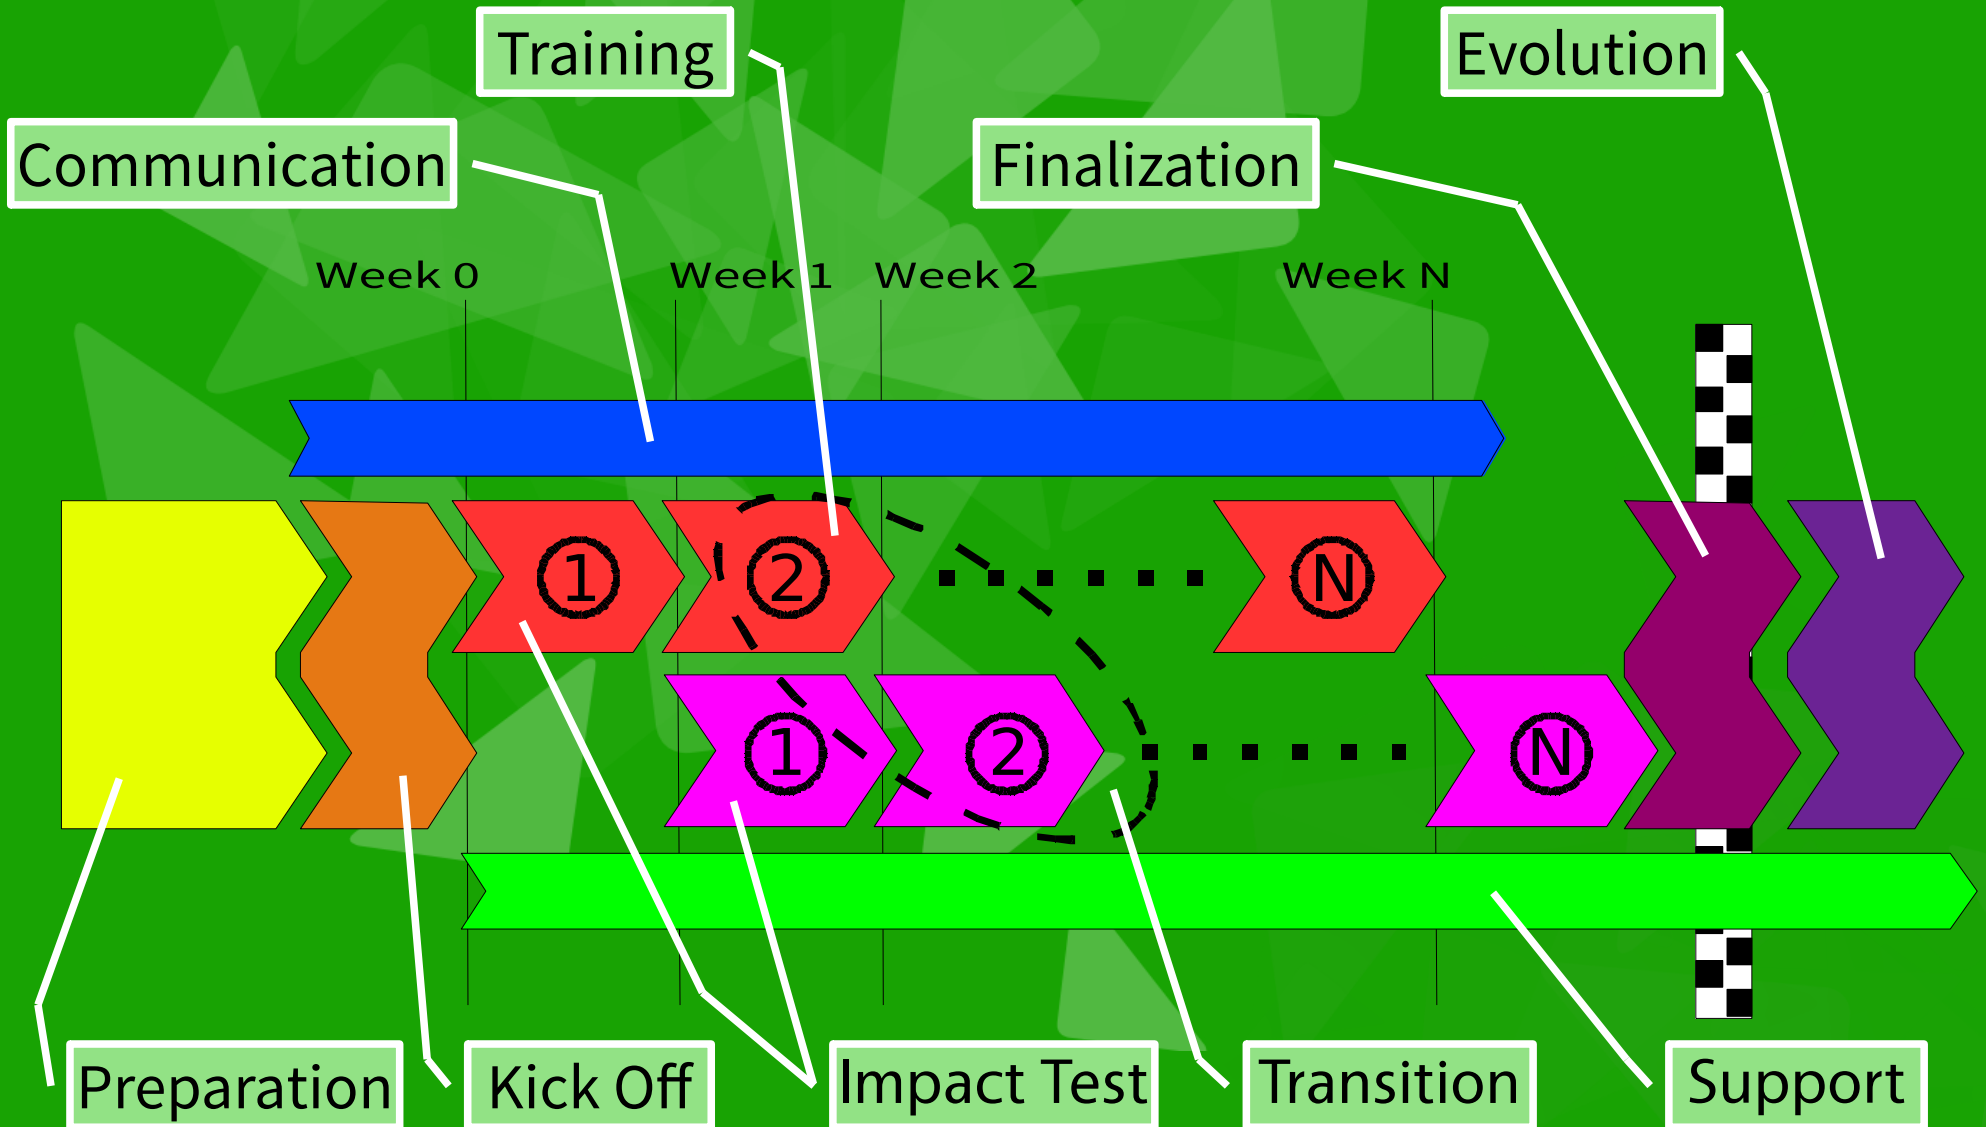 Training
Evolution
Communication
Finalization
Week 0
Week 1
Week 2
Week N
1
2
N
1
2
N
Preparation
Kick Off
Impact Test
Transition
Support